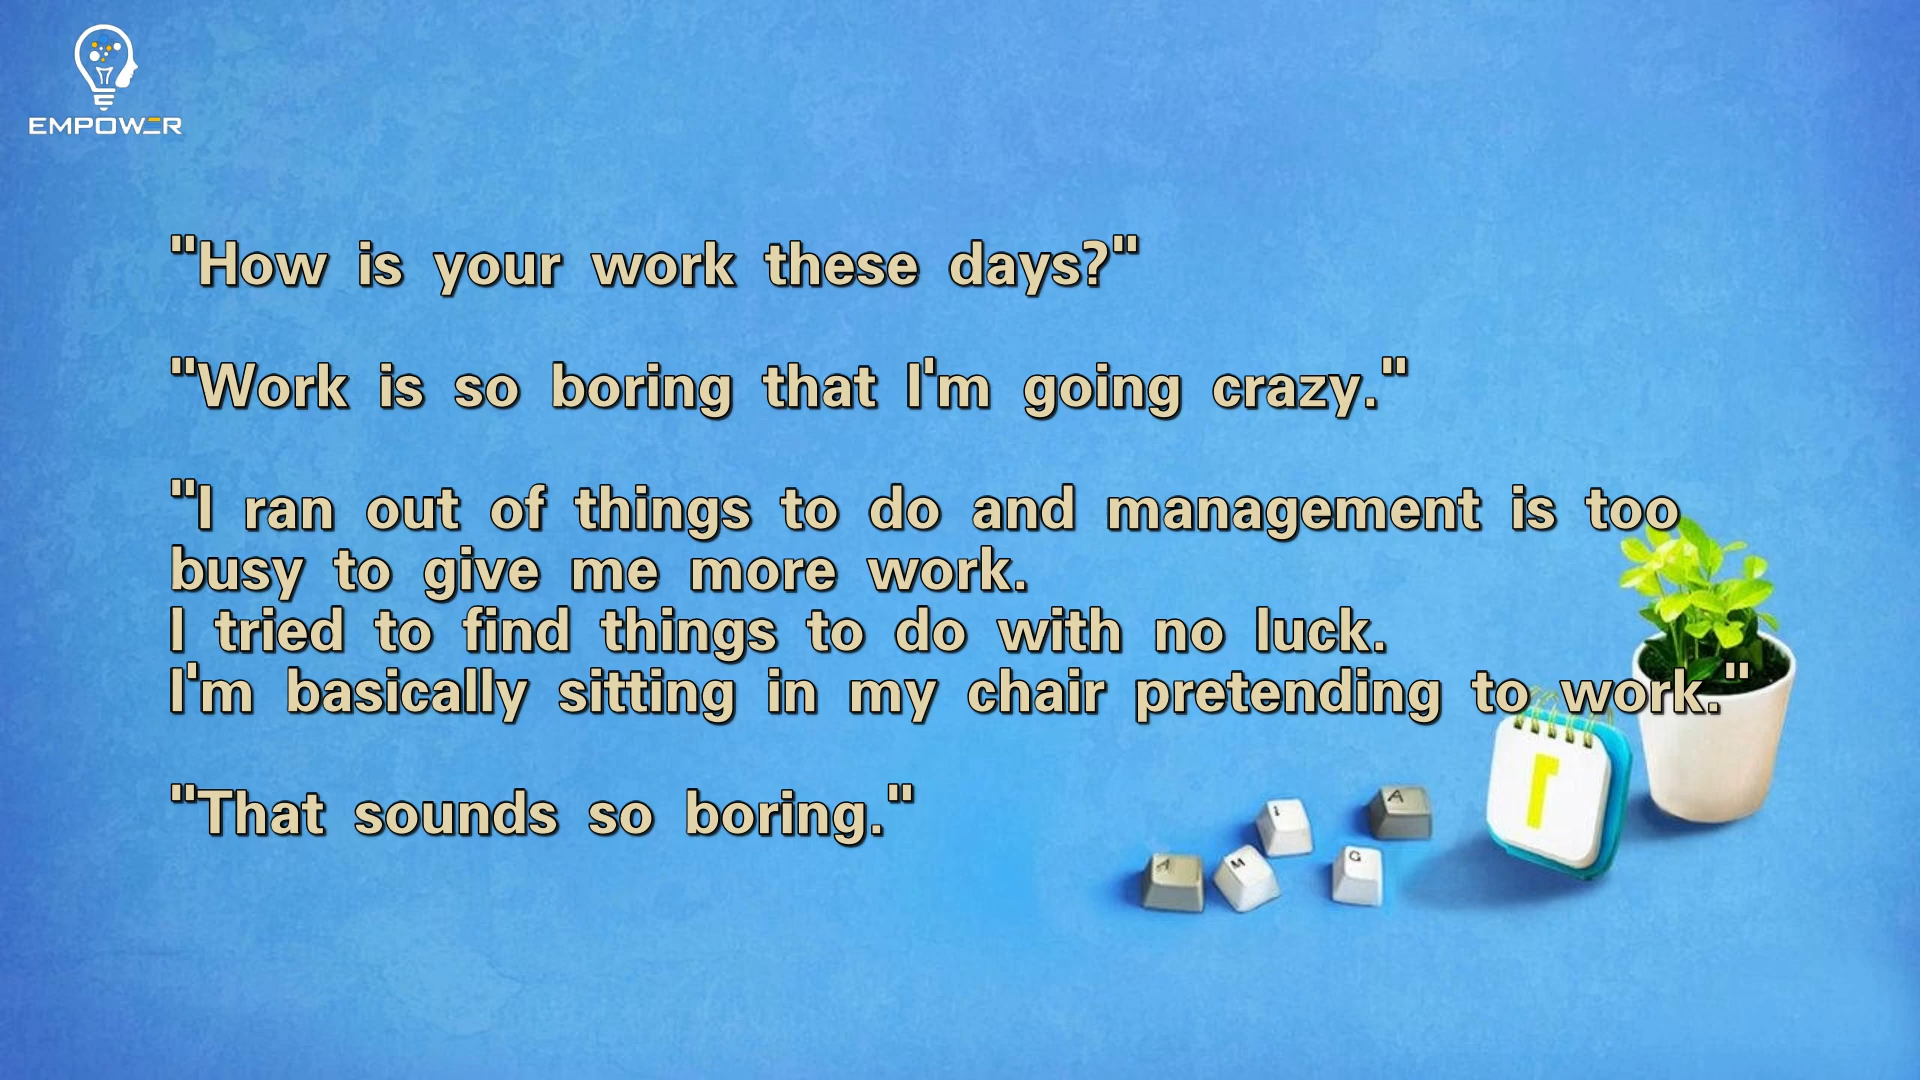 EMPOWER
"How is your work these days?"
"Work is so boring that I'm going crazy."
"I ran out of things to do and management is too
busy to give me more work.
I tried to find things to do with no luck.
I'm basically sitting in my chair pretending to work."
"That sounds so boring."
A
M
G
A